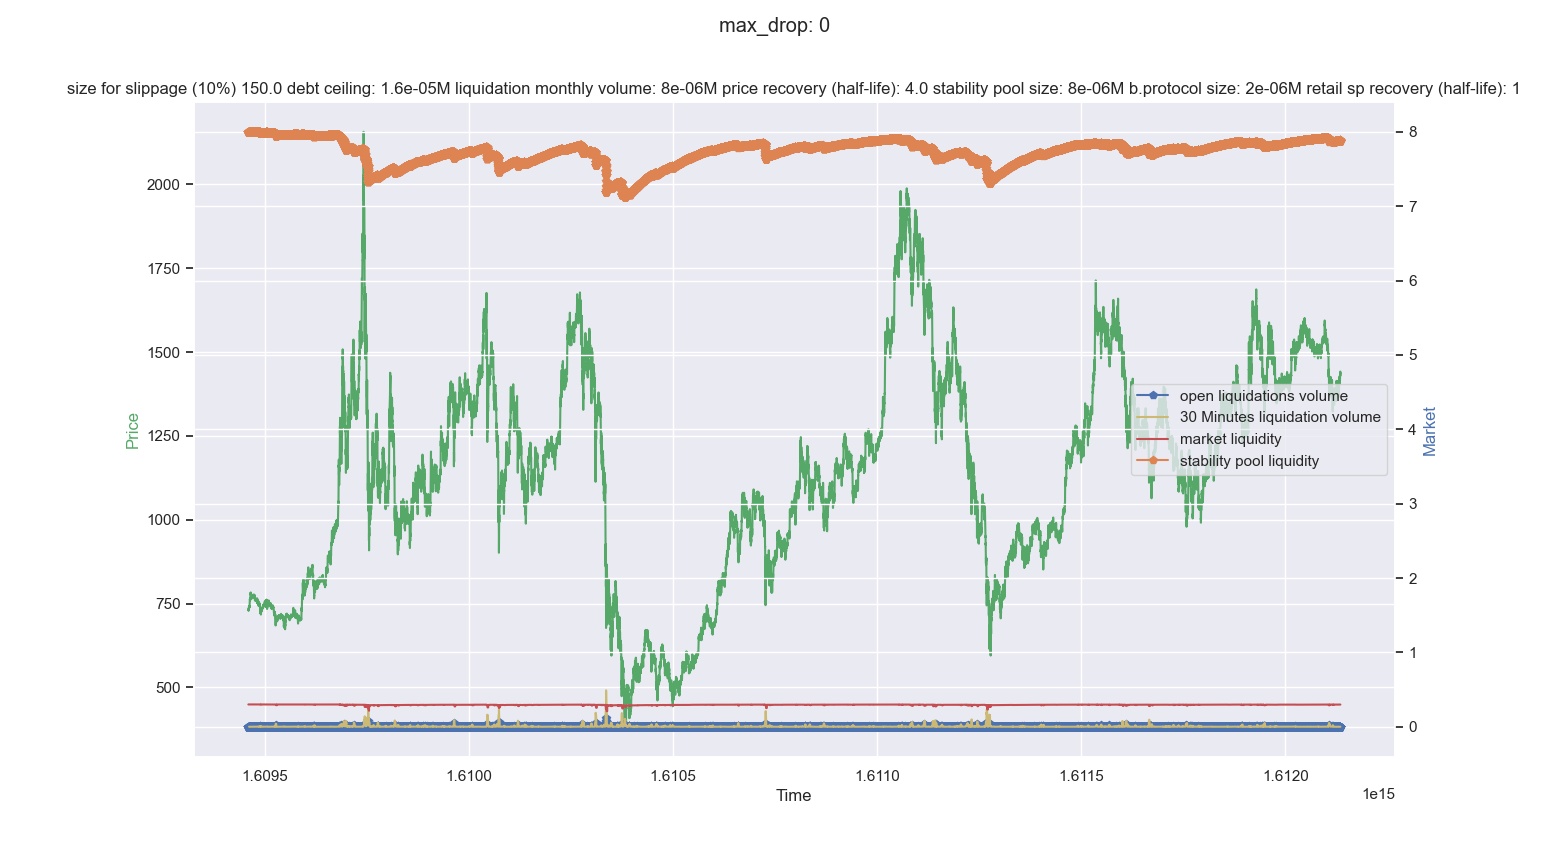 max_drop: 0
size for slippage (10%) 150.0 debt ceiling: 1.6e-05M liquidation monthly volume: 8e-06M price recovery (half-life): 4.0 stability pool size: 8e-06M b.protocol size: 2e-06M retail sp recovery (half-life): 1
8
2000
7
1750
6
1500
5
open liquidations volume
30 Minutes liquidation volume
market liquidity
stability pool liquidity
Price
1250
4
Market
1000
3
750
2
1
500
0
1.6095
1.6100
1.6105
1.6110
1.6115
1.6120
Time
1e15